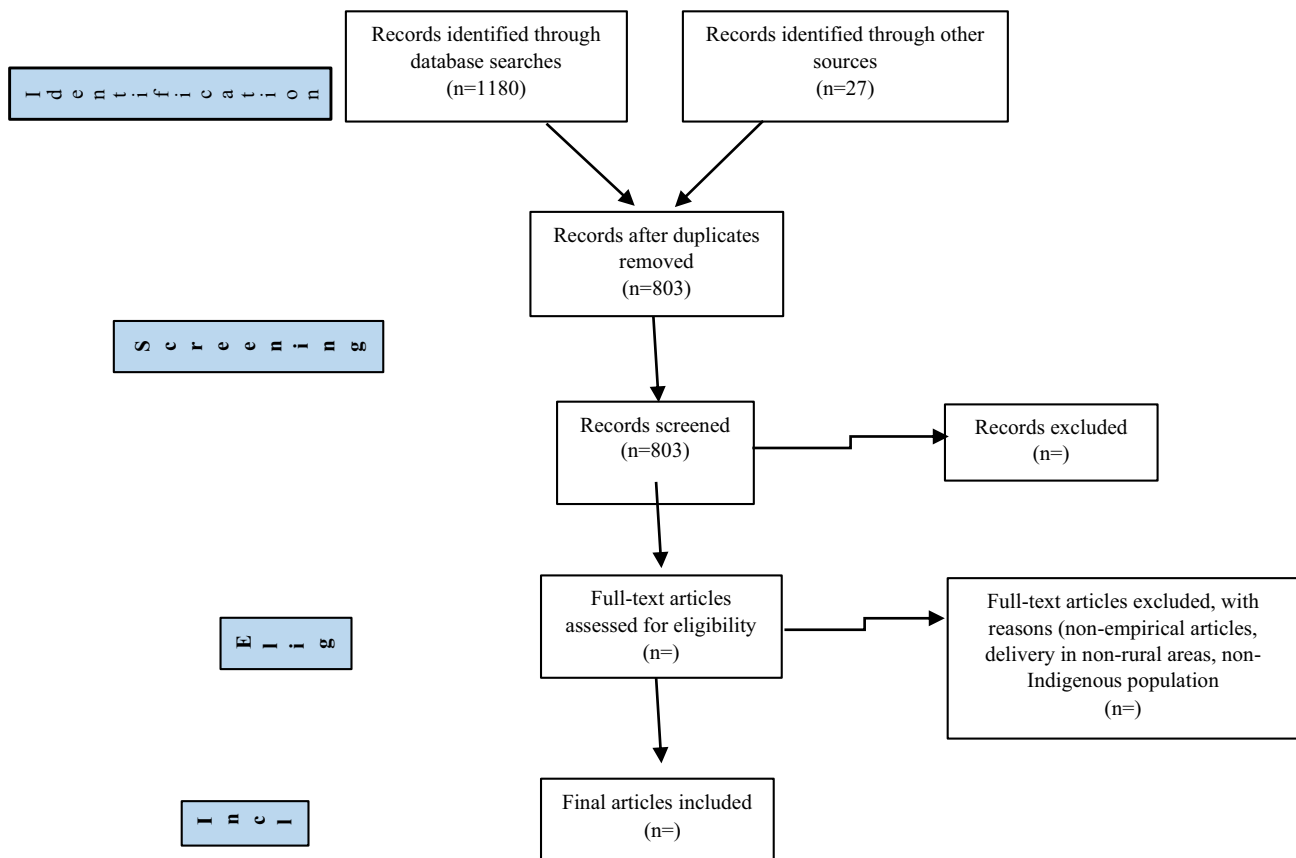 Records identified through
database searches
(n=1180)
Records identified through other
sources
(n=27)
Identification
Records after duplicates
removed
(n=803)
Screening
Records screened
(n=803)
Records excluded
(n=)
Full-text articles
assessed for eligibility
(n=)
Full-text articles excluded, with
reasons (non-empirical articles,
delivery in non-rural areas, non-
Indigenous population
(n=)
Elig
Final articles included
(n=)
Incl